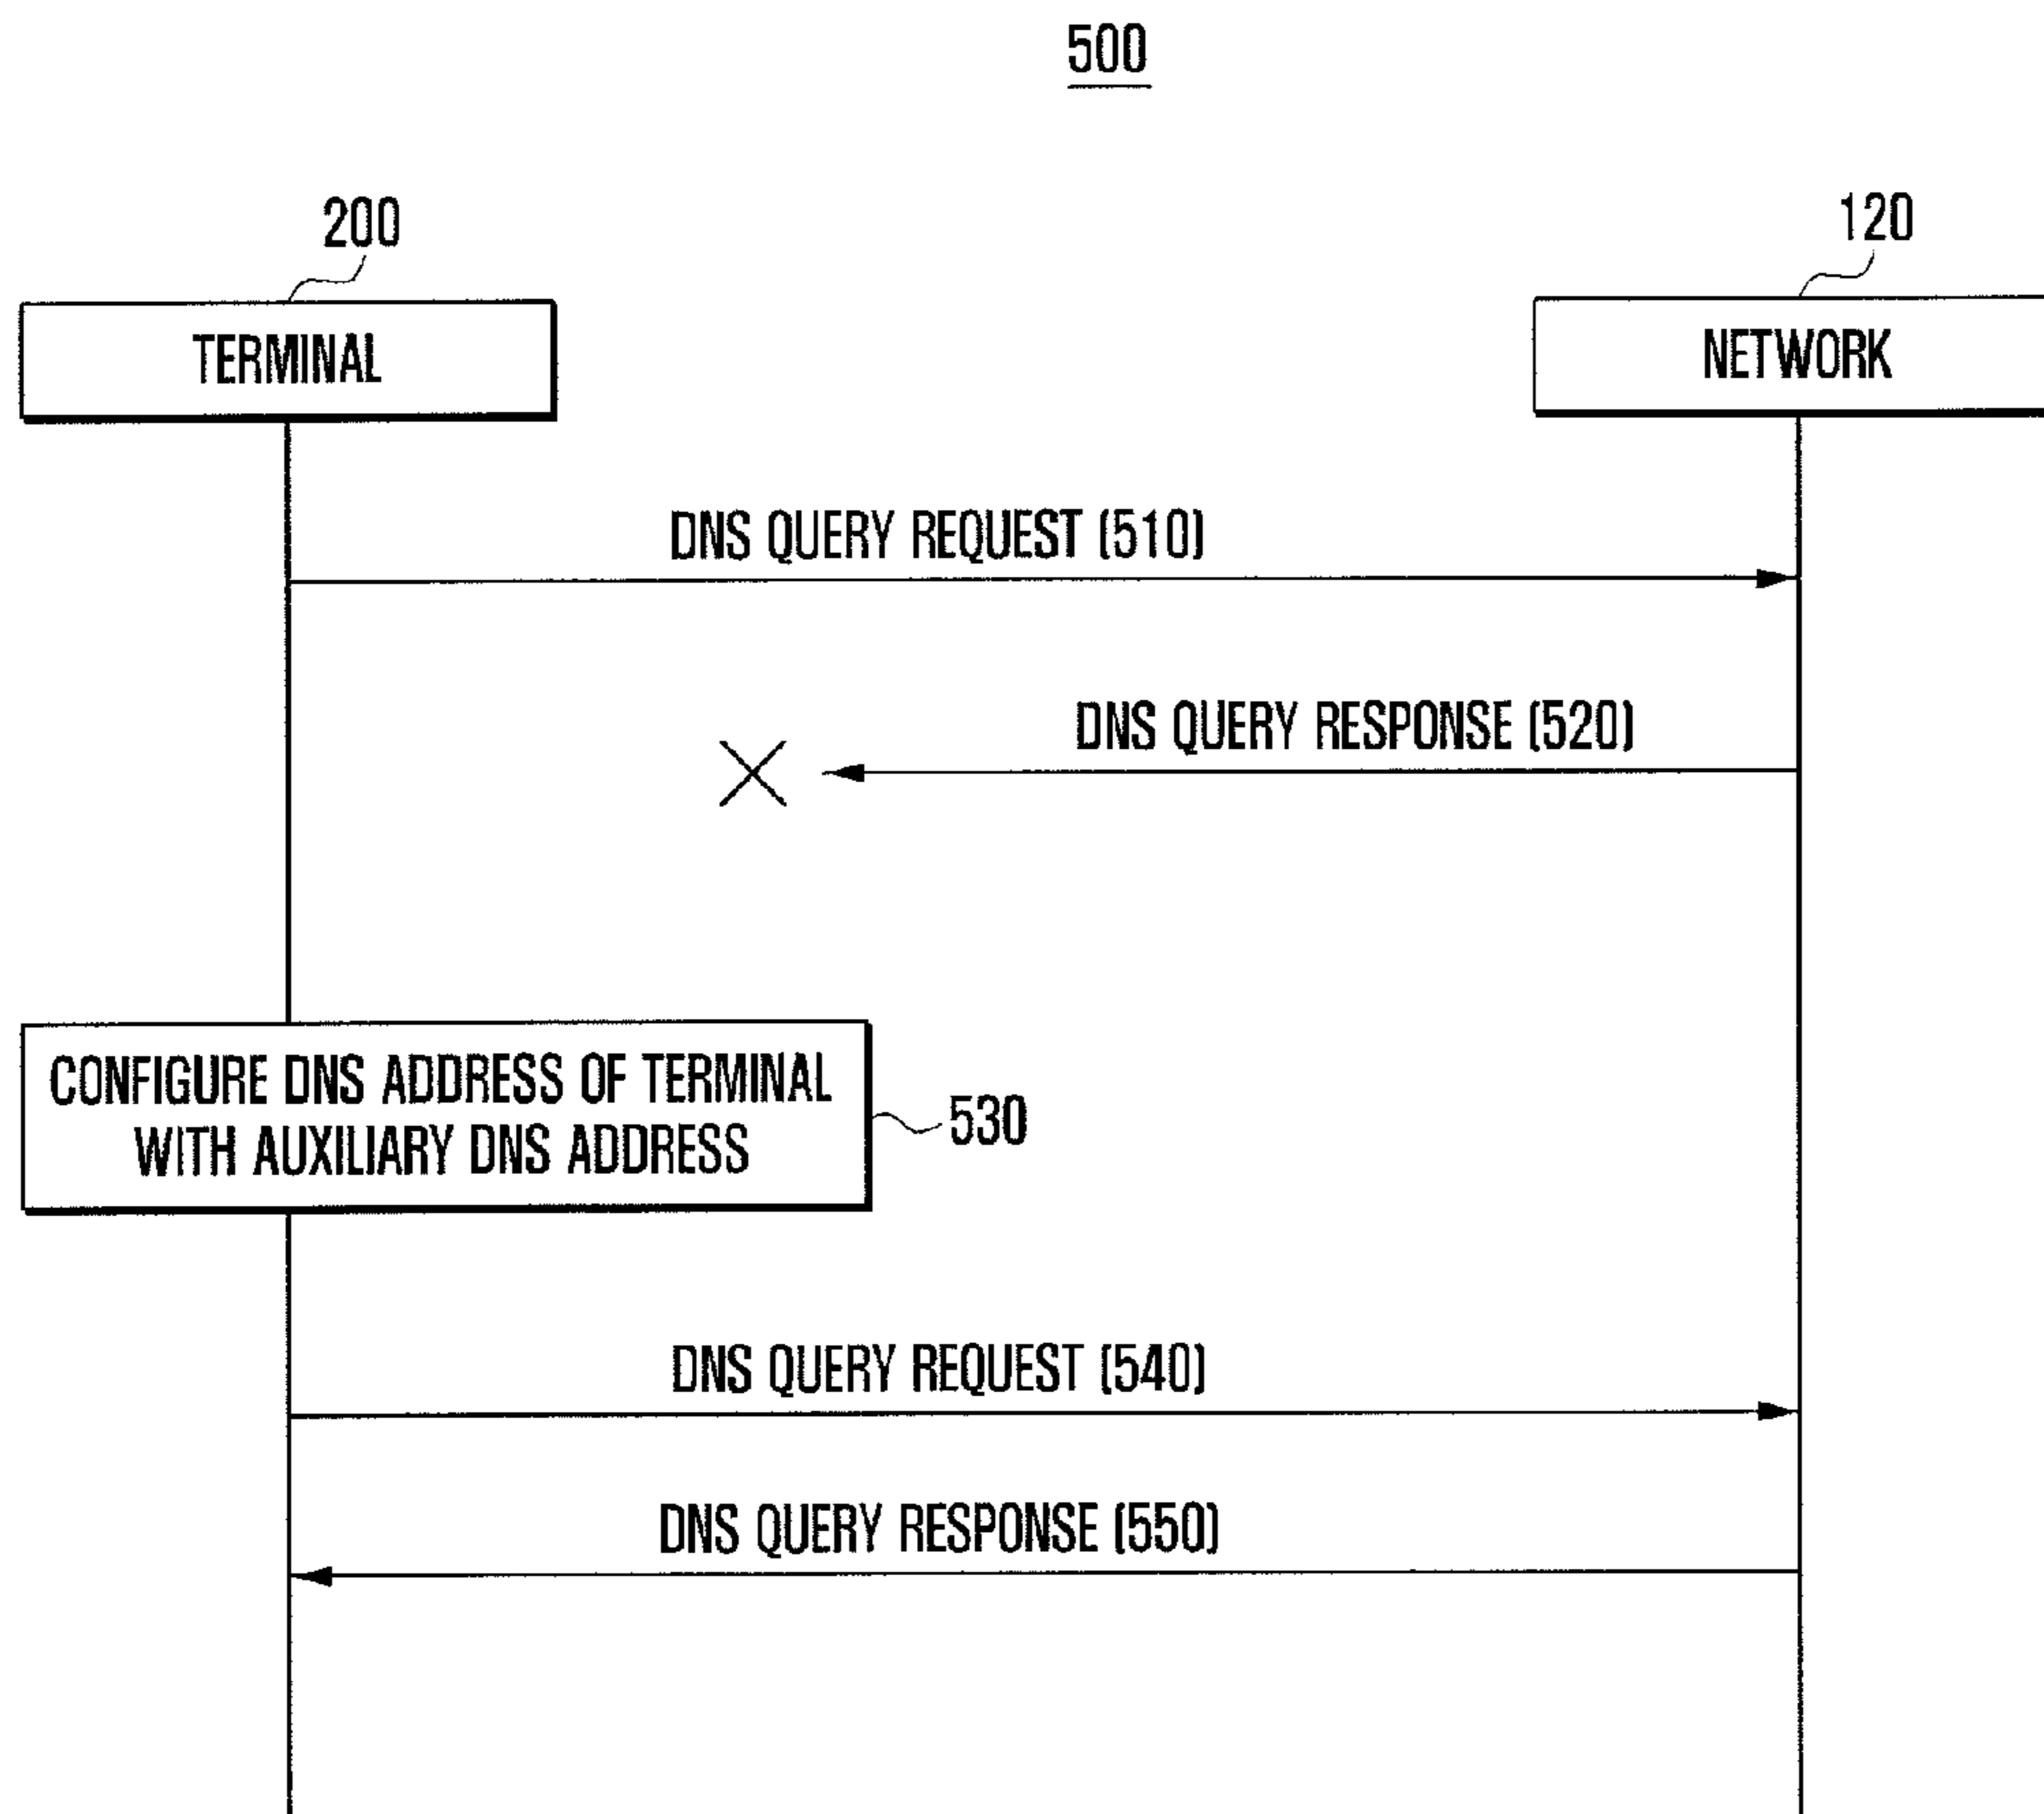 500
200
120
TERMINAL
NETWORK
DNS QUERY REQUEST (510)
DNS QUERY RESPONSE (520)
CONFIGURE DNS ADDRESS OF TERMINAL
WITH AUXILIARY DNS ADDRESS
530
DNS QUERY REQUEST (540)
DNS QUERY RESPONSE (550)